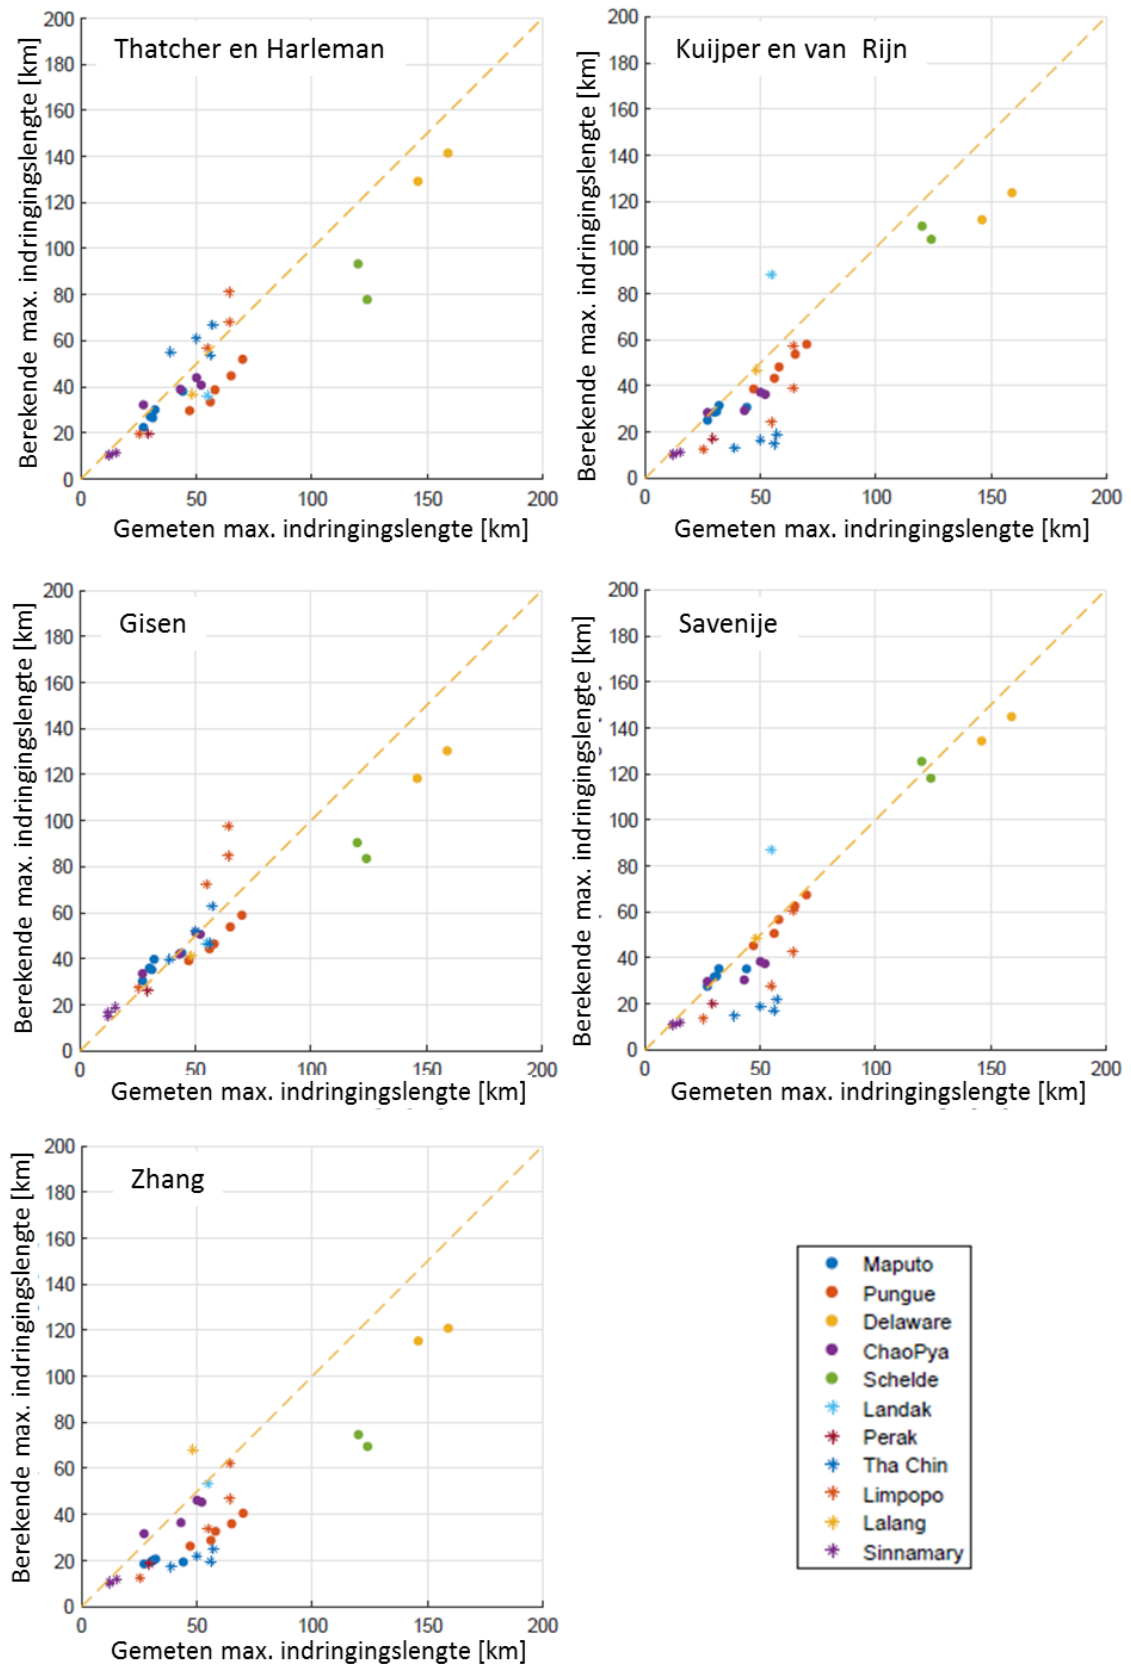 Thatcher en Harleman
Berekende max. indringingslengte [km]
200
180
160
140
120
100
80
60
40
20
0
0 50 100 150 200
Gemeten max. indringingslengte [km]
Kuijper en van Rijn
Berekende max. indringingslengte [km]
200
180
160
140
120
100
80
60
40
20
0
0 50 100 150 200
Gemeten max. indringingslengte [km]
Gisen
Berekende max. indringingslengte [km]
200
180
160
140
120
100
80
60
40
20
0
0 50 100 150 200
Gemeten max. indringingslengte [km]
Savenije
Berekende max. indringingslengte [km]
200
180
160
140
120
100
80
60
40
20
0
0 50 100 150 200
Gemeten max. indringingslengte [km]
Zhang
Berekende max. indringingslengte [km]
200
180
160
140
120
100
80
60
40
20
0
0 50 100 150 200
Gemeten max. indringingslengte [km]
Maputo
Pungue
Delaware
ChaoPya
Schelde
Landak
Perak
Tha Chin
Limpopo
Lalang
Sinnamary